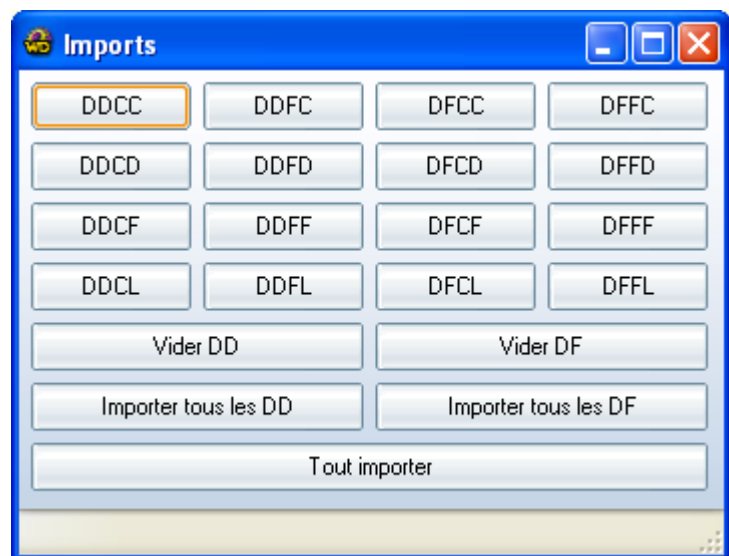 Imports
DDCC DDFC DFCC DFFC
DDCD DDFD DFCD DFFD
DDCF DDFF DFCF DFFF
DDCL DDFL DFCL DFFL
Vider DD Vider DF
Importer tous les DD Importer tous les DF
Tout importer